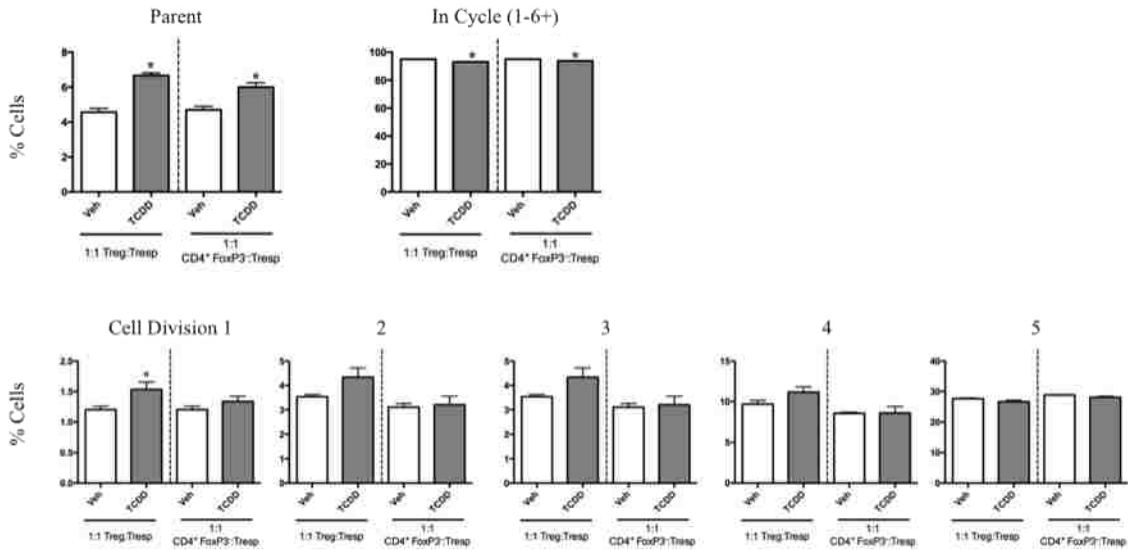 Parent
In Cycle (1-6+)
% Cells
8
6
4
2
0
Veh
TCDD
Veh
TCDD
1:1 Treg:Tresp
1:1
CD4⁺ FoxP3⁻:Tresp
100
80
60
40
20
0
Veh
TCDD
Veh
TCDD
1:1 Treg:Tresp
1:1
CD4⁺ FoxP3⁻:Tresp
*
*
*
*
Cell Division 1
2
3
4
5
% Cells
2.0
1.5
1.0
0.5
0.0
*
Veh
TCDD
Veh
TCDD
1:1 Treg:Tresp
1:1
CD4⁺ FoxP3⁻:Tresp
5
4
3
2
1
0
Veh
TCDD
Veh
TCDD
1:1 Treg:Tresp
1:1
CD4⁺ FoxP3⁻:Tresp
5
4
3
2
1
0
Veh
TCDD
Veh
TCDD
1:1 Treg:Tresp
1:1
CD4⁺ FoxP3⁻:Tresp
15
10
5
0
Veh
TCDD
Veh
TCDD
1:1 Treg:Tresp
1:1
CD4⁺ FoxP3⁻:Tresp
40
30
20
10
0
Veh
TCDD
Veh
TCDD
1:1 Treg:Tresp
1:1
CD4⁺ FoxP3⁻:Tresp